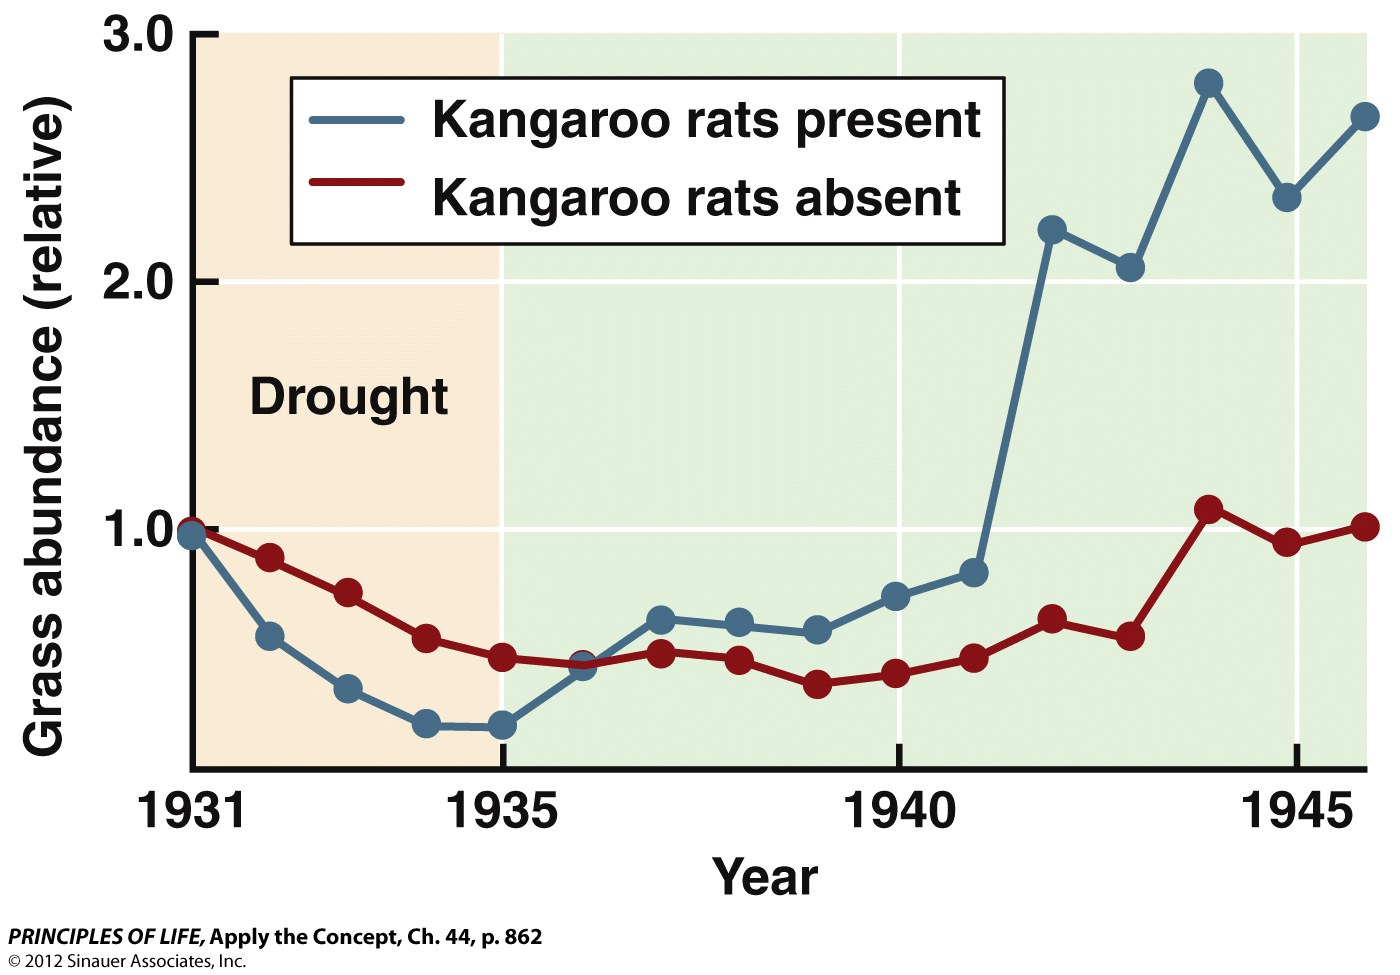 3.0
Kangaroo rats present
Kangaroo rats absent
2.0
Drought
1.0
Grass abundance (relative)
1931 1935 1940 1945
Year
PRINCIPLES OF LIFE, Apply the Concept, Ch. 44, p. 862
© 2012 Sinauer Associates, Inc.